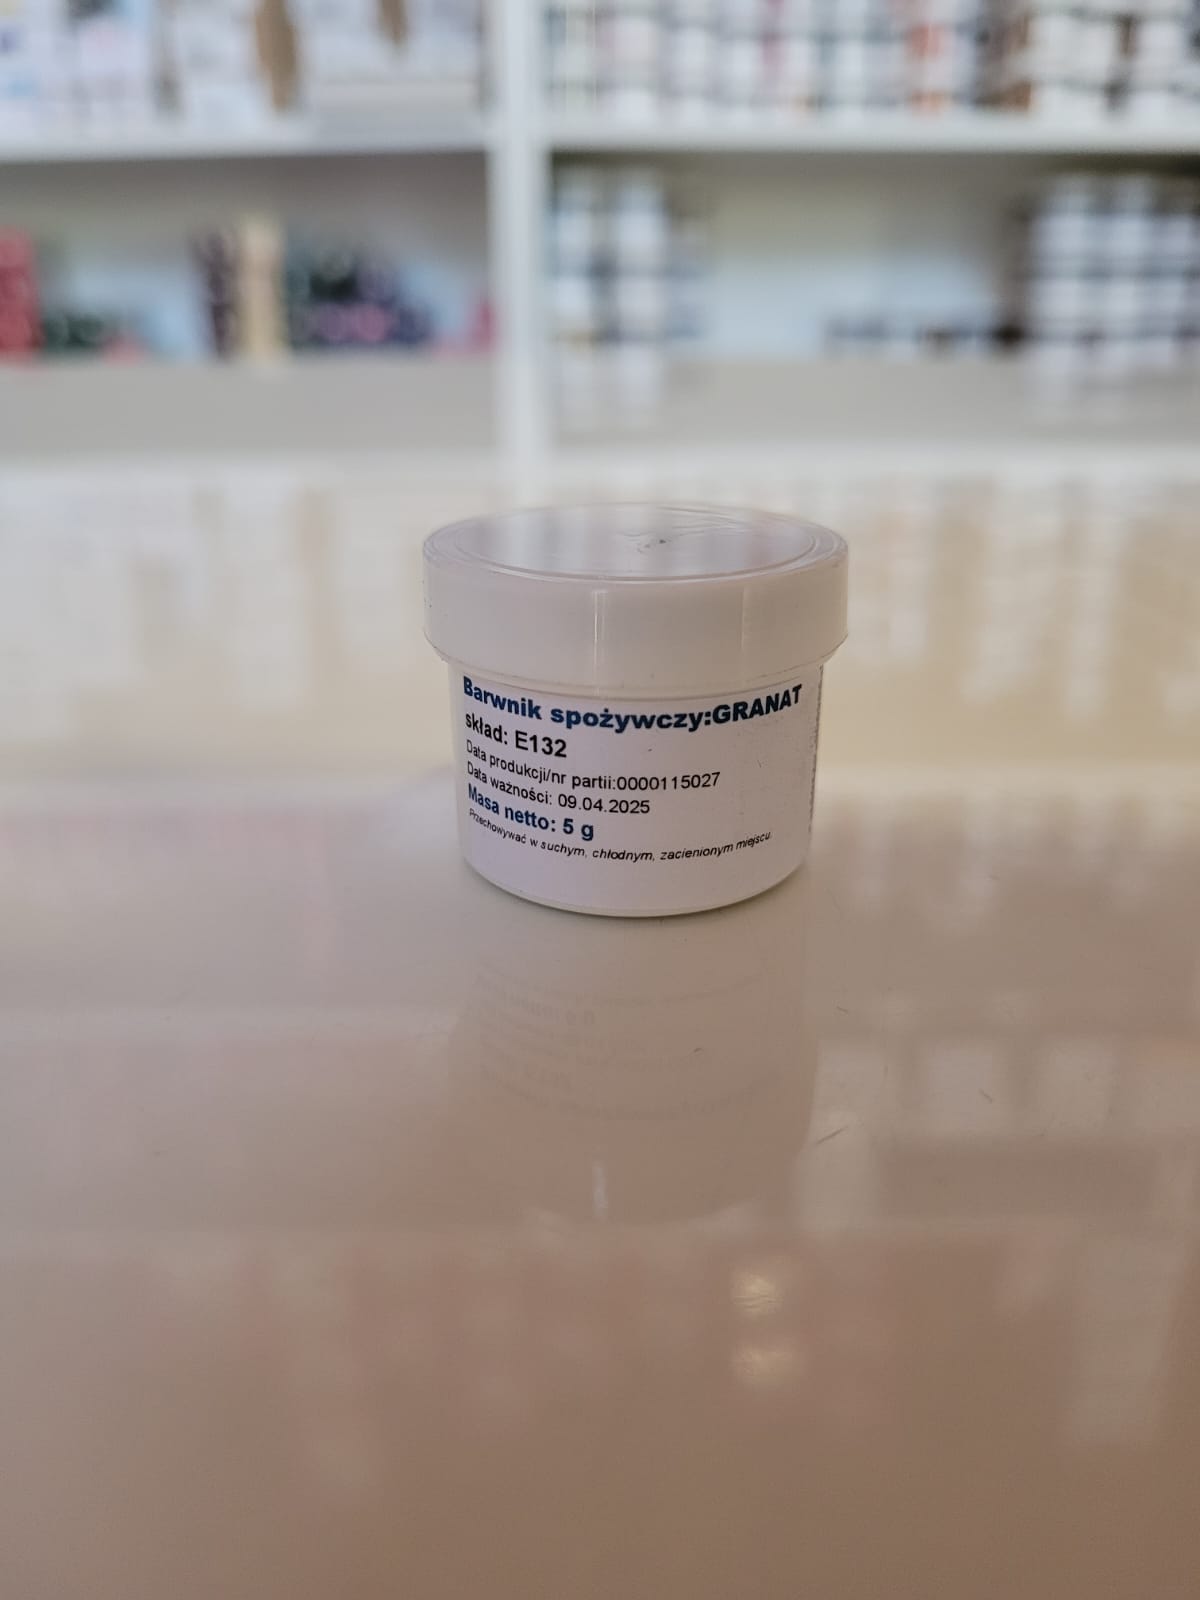 Barwnik spożywczy:GRANAT
skład: E132
Data produkcji/nr partii:0000115027
Data ważności: 09.04.2025
Masa netto: 5 g
Przechowywać w suchym, chłodnym, zacienionym miejscu.